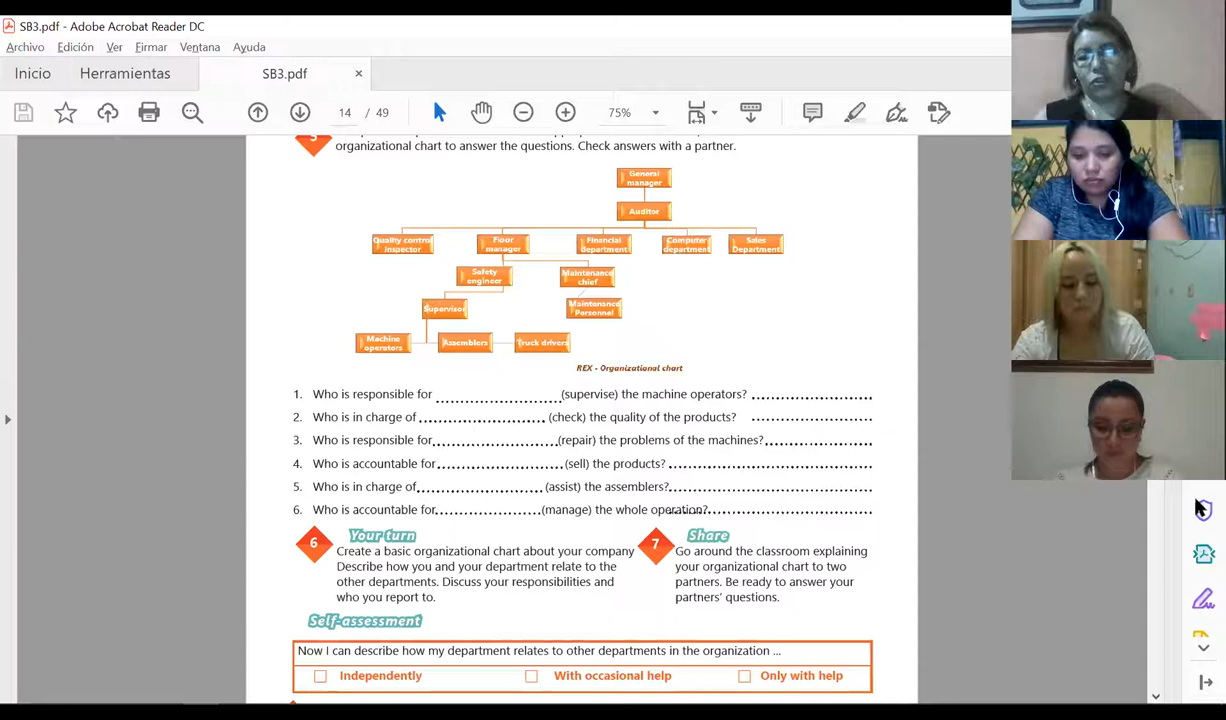 SB3.pdf - Adobe Acrobat Reader DC
Archivo Edición Ver Firmar Ventana Ayuda
Inicio Herramientas SB3.pdf ×
14 / 49 75%
organizational chart to answer the questions. Check answers with a partner.
General manager
Auditor
Quality control inspector
Floor manager
Financial department
Computer department
Sales Department
Safety engineer
Maintenance chief
Supervisor
Maintenance Personnel
Machine operators
Assemblers
Truck drivers
REX - Organizational chart
1. Who is responsible for ............................ (supervise) the machine operators? ............................
2. Who is in charge of ............................ (check) the quality of the products? ............................
3. Who is responsible for............................(repair) the problems of the machines?............................
4. Who is accountable for............................ (sell) the products? ............................
5. Who is in charge of............................ (assist) the assemblers?............................
6. Who is accountable for............................(manage) the whole operation?............................
6 Your turn
Create a basic organizational chart about your company
Describe how you and your department relate to the
other departments. Discuss your responsibilities and
who you report to.
7 Share
Go around the classroom explaining
your organizational chart to two
partners. Be ready to answer your
partners' questions.
Self-assessment
Now I can describe how my department relates to other departments in the organization ...
Independently With occasional help Only with help